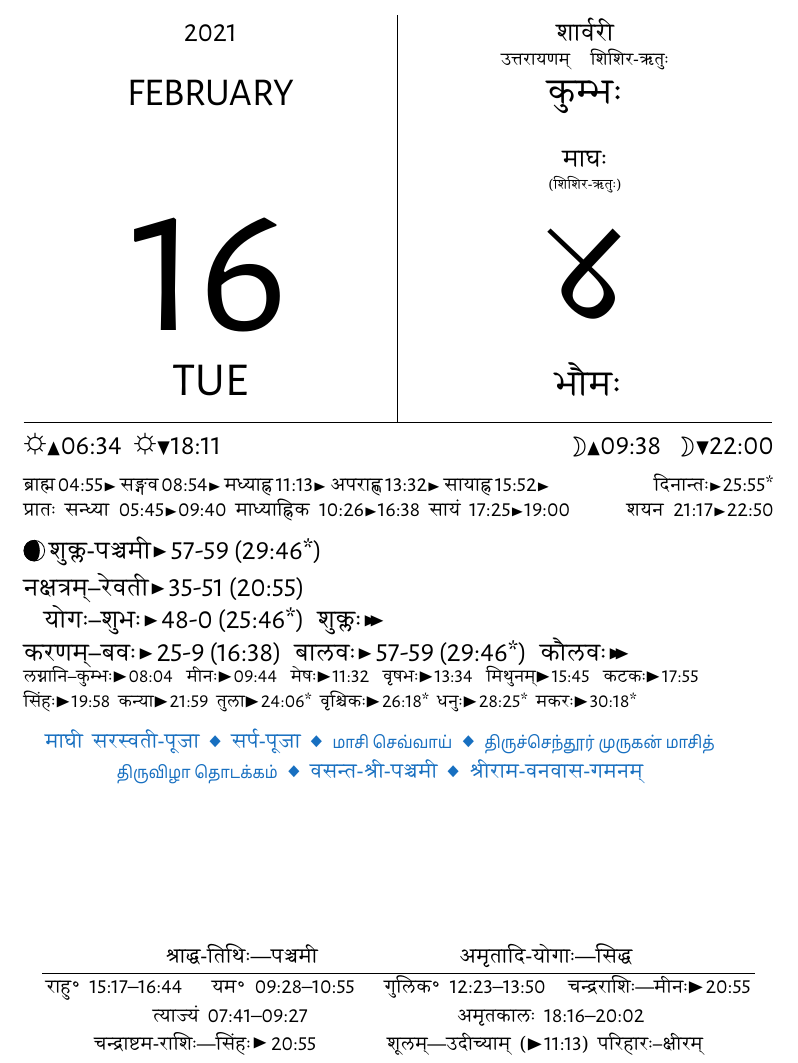 2021
FEBRUARY
16
TUE
शार्वरी
उत्तरायणम् शिशिर-ऋतुः
कुम्भः
माघः
(शिशिर-ऋतुः)
४
भौमः
☼▲06:34 ☼▼18:11 ☽▲09:38 ☽▼22:00
ब्राह्म 04:55► सङ्गव 08:54► मध्याह्न 11:13► अपराह्ण 13:32► सायाह्न 15:52► दिनान्तः►25:55*
प्रातः सन्ध्या 05:45►09:40 माध्याह्निक 10:26►16:38 सायं 17:25►19:00 शयन 21:17►22:50
शुक्ल-पञ्चमी►57-59 (29:46*)
नक्षत्रम्–रेवती►35-51 (20:55)
योगः–शुभः►48-0 (25:46*) शुक्लः►►
करणम्–बवः►25-9 (16:38) बालवः►57-59 (29:46*) कौलवः►►
लग्नानि–कुम्भः►08:04 मीनः►09:44 मेषः►11:32 वृषभः►13:34 मिथुनम्►15:45 कटकः►17:55
सिंहः►19:58 कन्या►21:59 तुला►24:06* वृश्चिकः►26:18* धनुः►28:25* मकरः►30:18*
माघी सरस्वती-पूजा ◆ सर्प-पूजा ◆ மாசி செவ்வாய் ◆ திருச்செந்தூர் முருகன் மாசித்
திருவிழா தொடக்கம் ◆ वसन्त-श्री-पञ्चमी ◆ श्रीराम-वनवास-गमनम्
श्राद्ध-तिथिः—पञ्चमी अमृतादि-योगाः—सिद्ध
राहु° 15:17–16:44 यम° 09:28–10:55 गुलिक° 12:23–13:50 चन्द्रराशिः—मीनः►20:55
त्याज्यं 07:41–09:27 अमृतकालः 18:16–20:02
चन्द्राष्टम-राशिः—सिंहः► 20:55 शूलम्—उदीच्याम् (►11:13) परिहारः–क्षीरम्